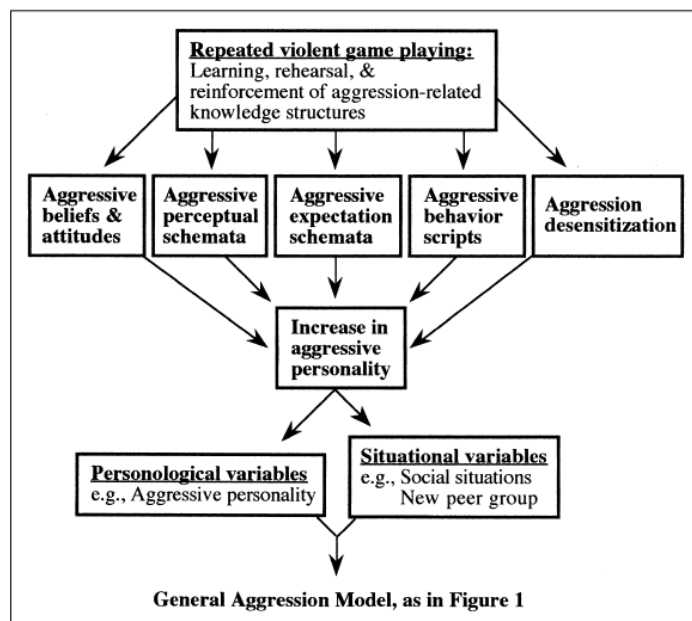 Repeated violent game playing:
Learning, rehearsal, &
reinforcement of aggression-related
knowledge structures
Aggressive
beliefs &
attitudes
Aggressive
perceptual
schemata
Aggressive
expectation
schemata
Aggressive
behavior
scripts
Aggression
desensitization
Increase in
aggressive
personality
Personological variables
e.g., Aggressive personality
Situational variables
e.g., Social situations
New peer group
General Aggression Model, as in Figure 1